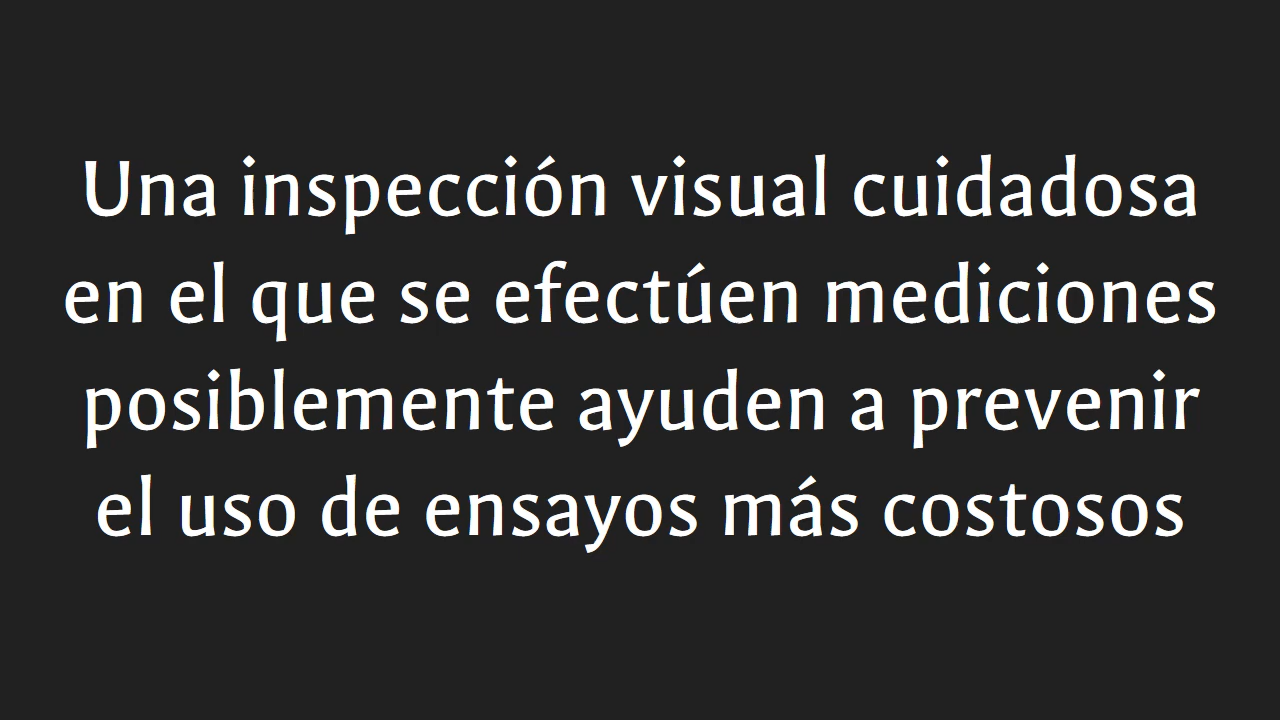 Una inspección visual cuidadosa
en el que se efectúen mediciones
posiblemente ayuden a prevenir
el uso de ensayos más costosos